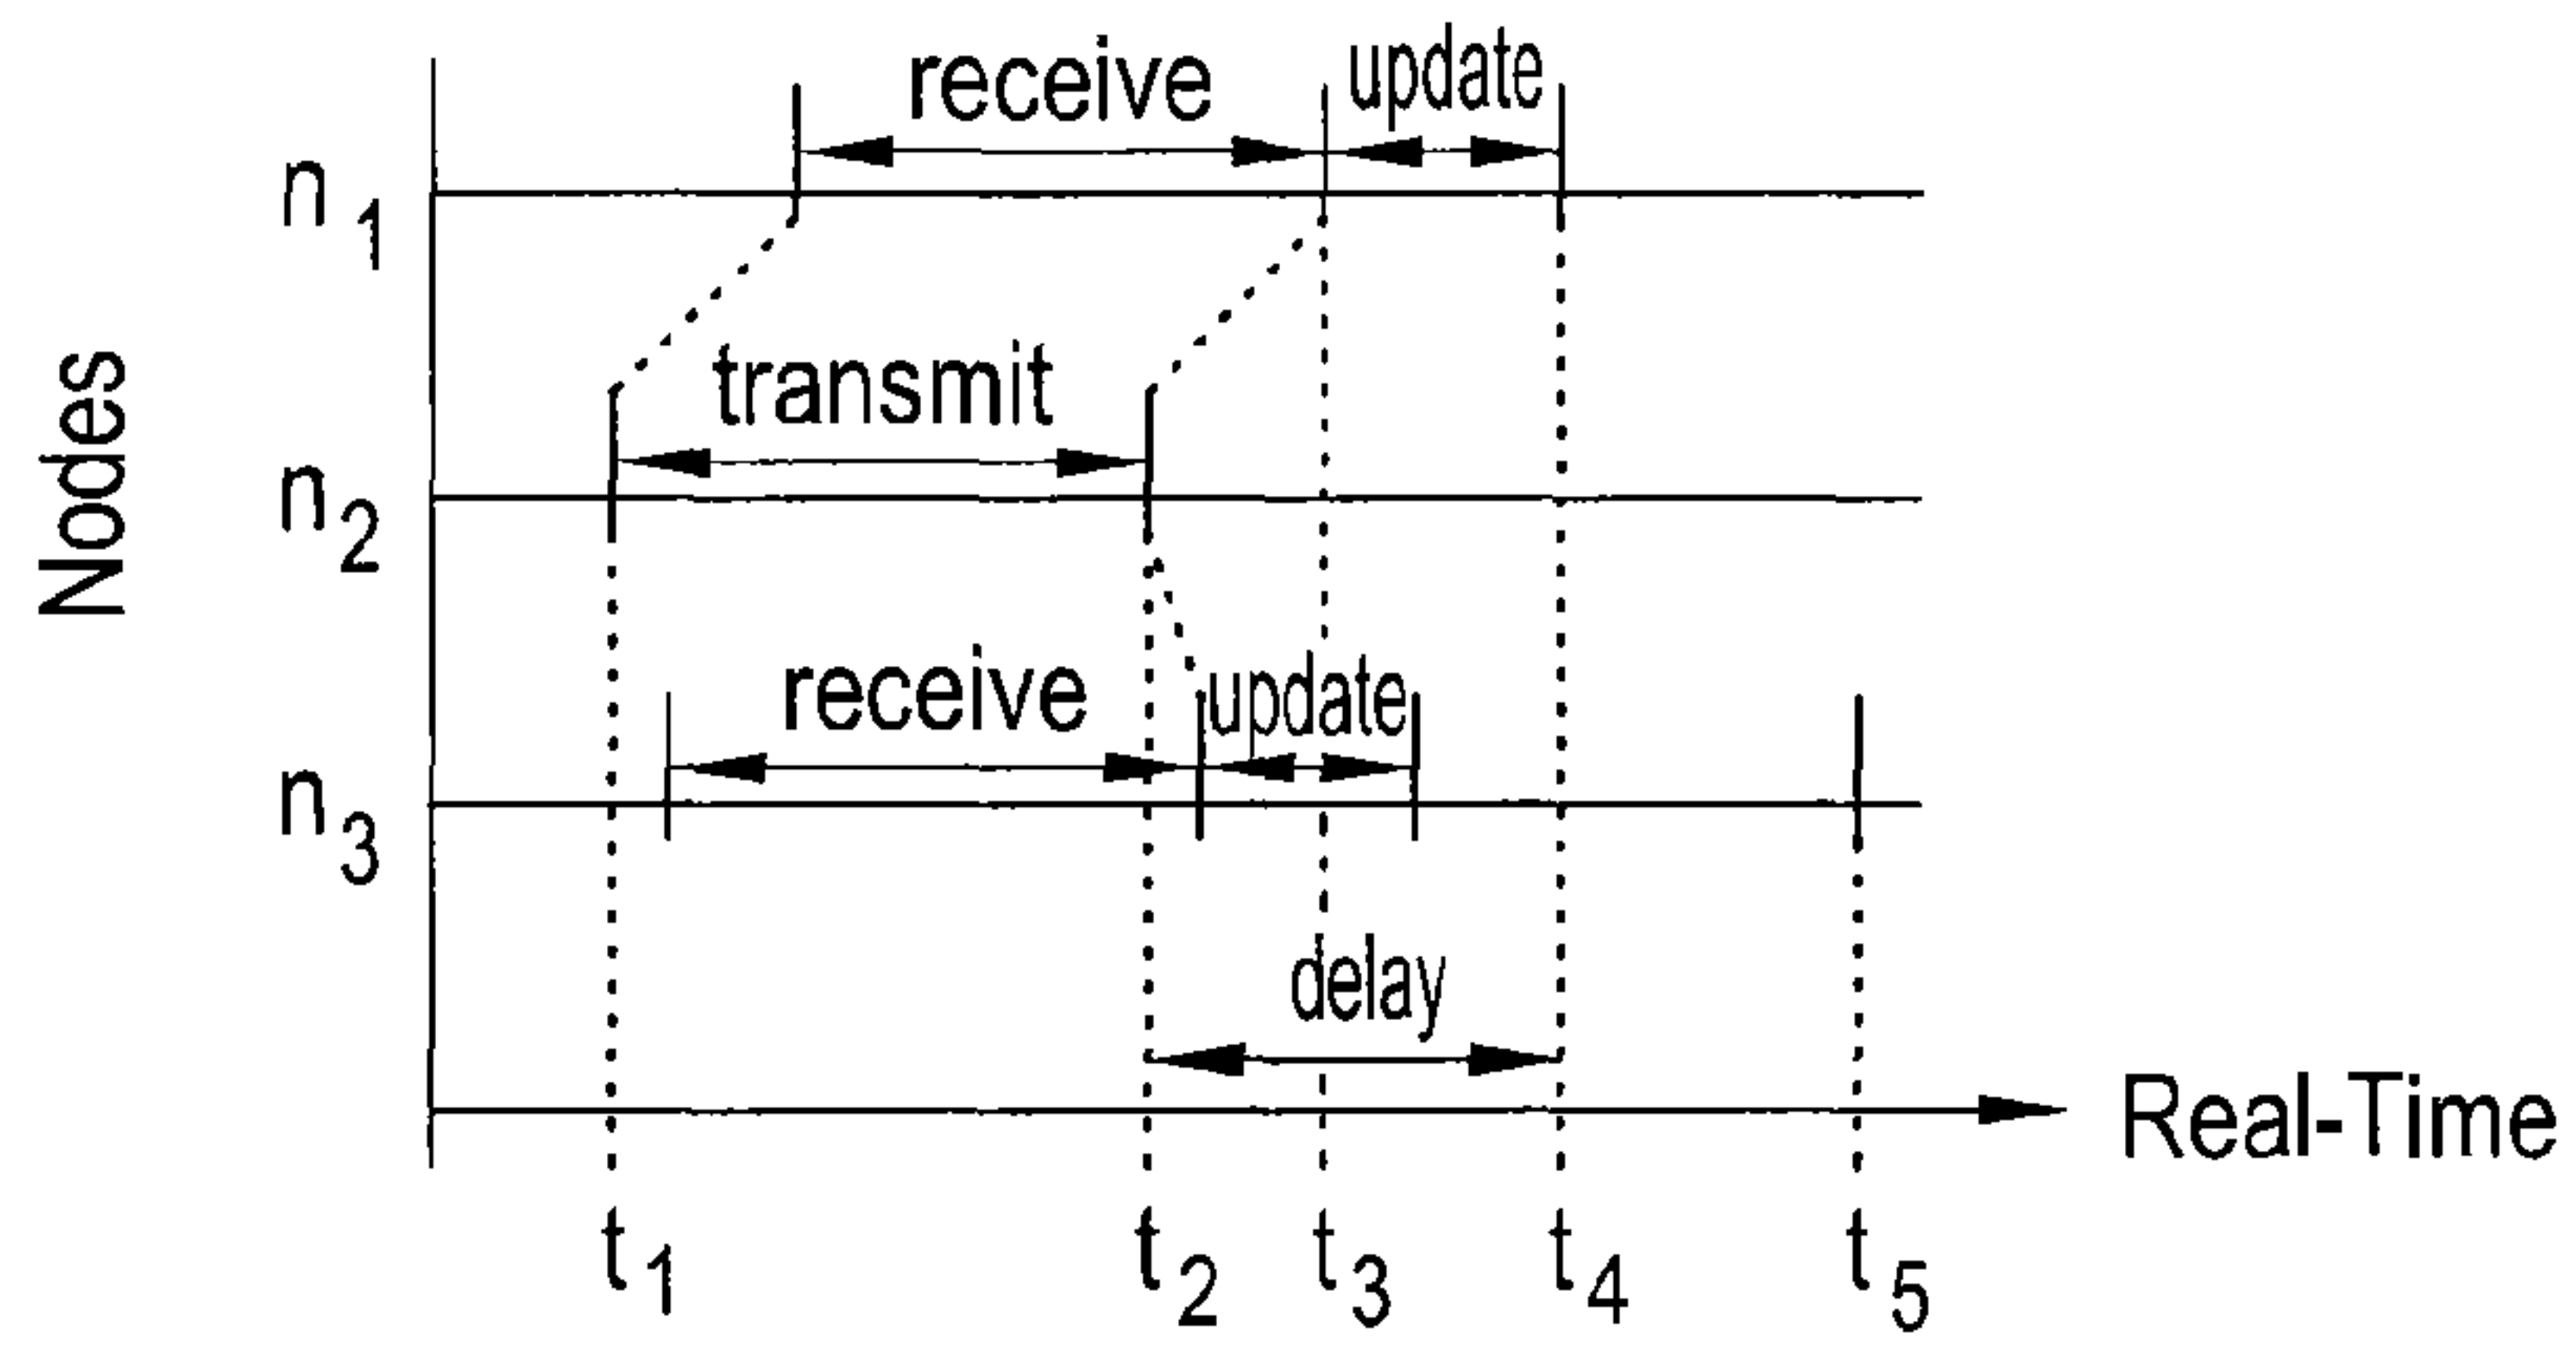 receive update
n1
transmit
Nodes
n2
receive update
n3
delay
Real-Time
t1 t2 t3 t4 t5